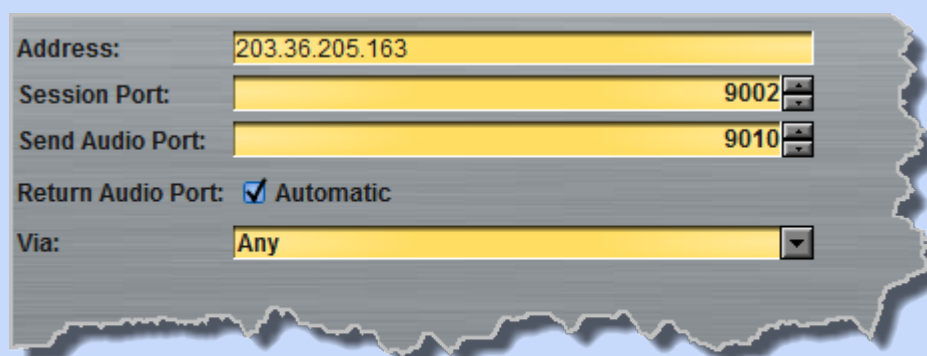 Address: 203.36.205.163
Session Port: 9002
Send Audio Port: 9010
Return Audio Port: Automatic
Via: Any